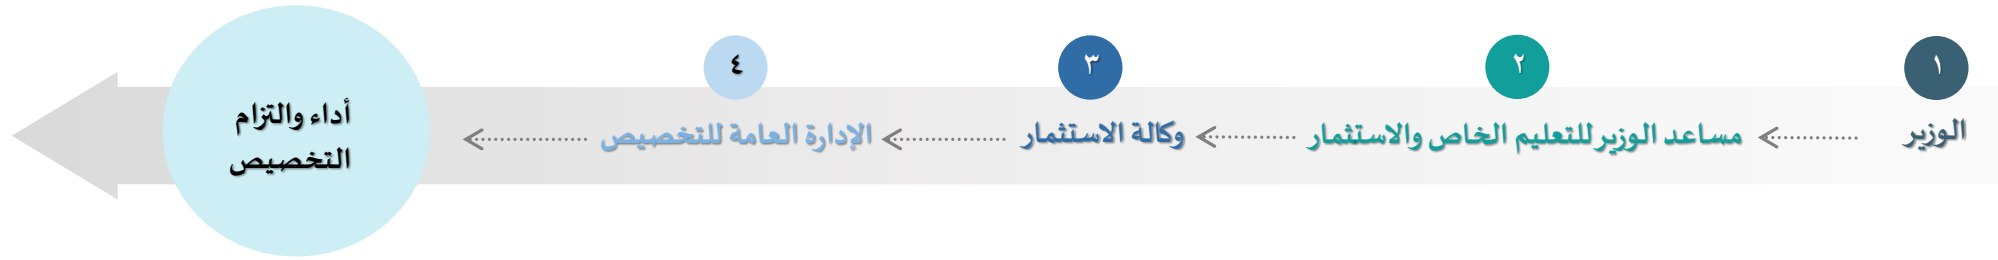 ١
الوزير
٢
مساعد الوزير للتعليم الخاص والاستثمار
٣
وكالة الاستثمار
٤
الإدارة العامة للتخصيص
أداء والتزام
التخصيص